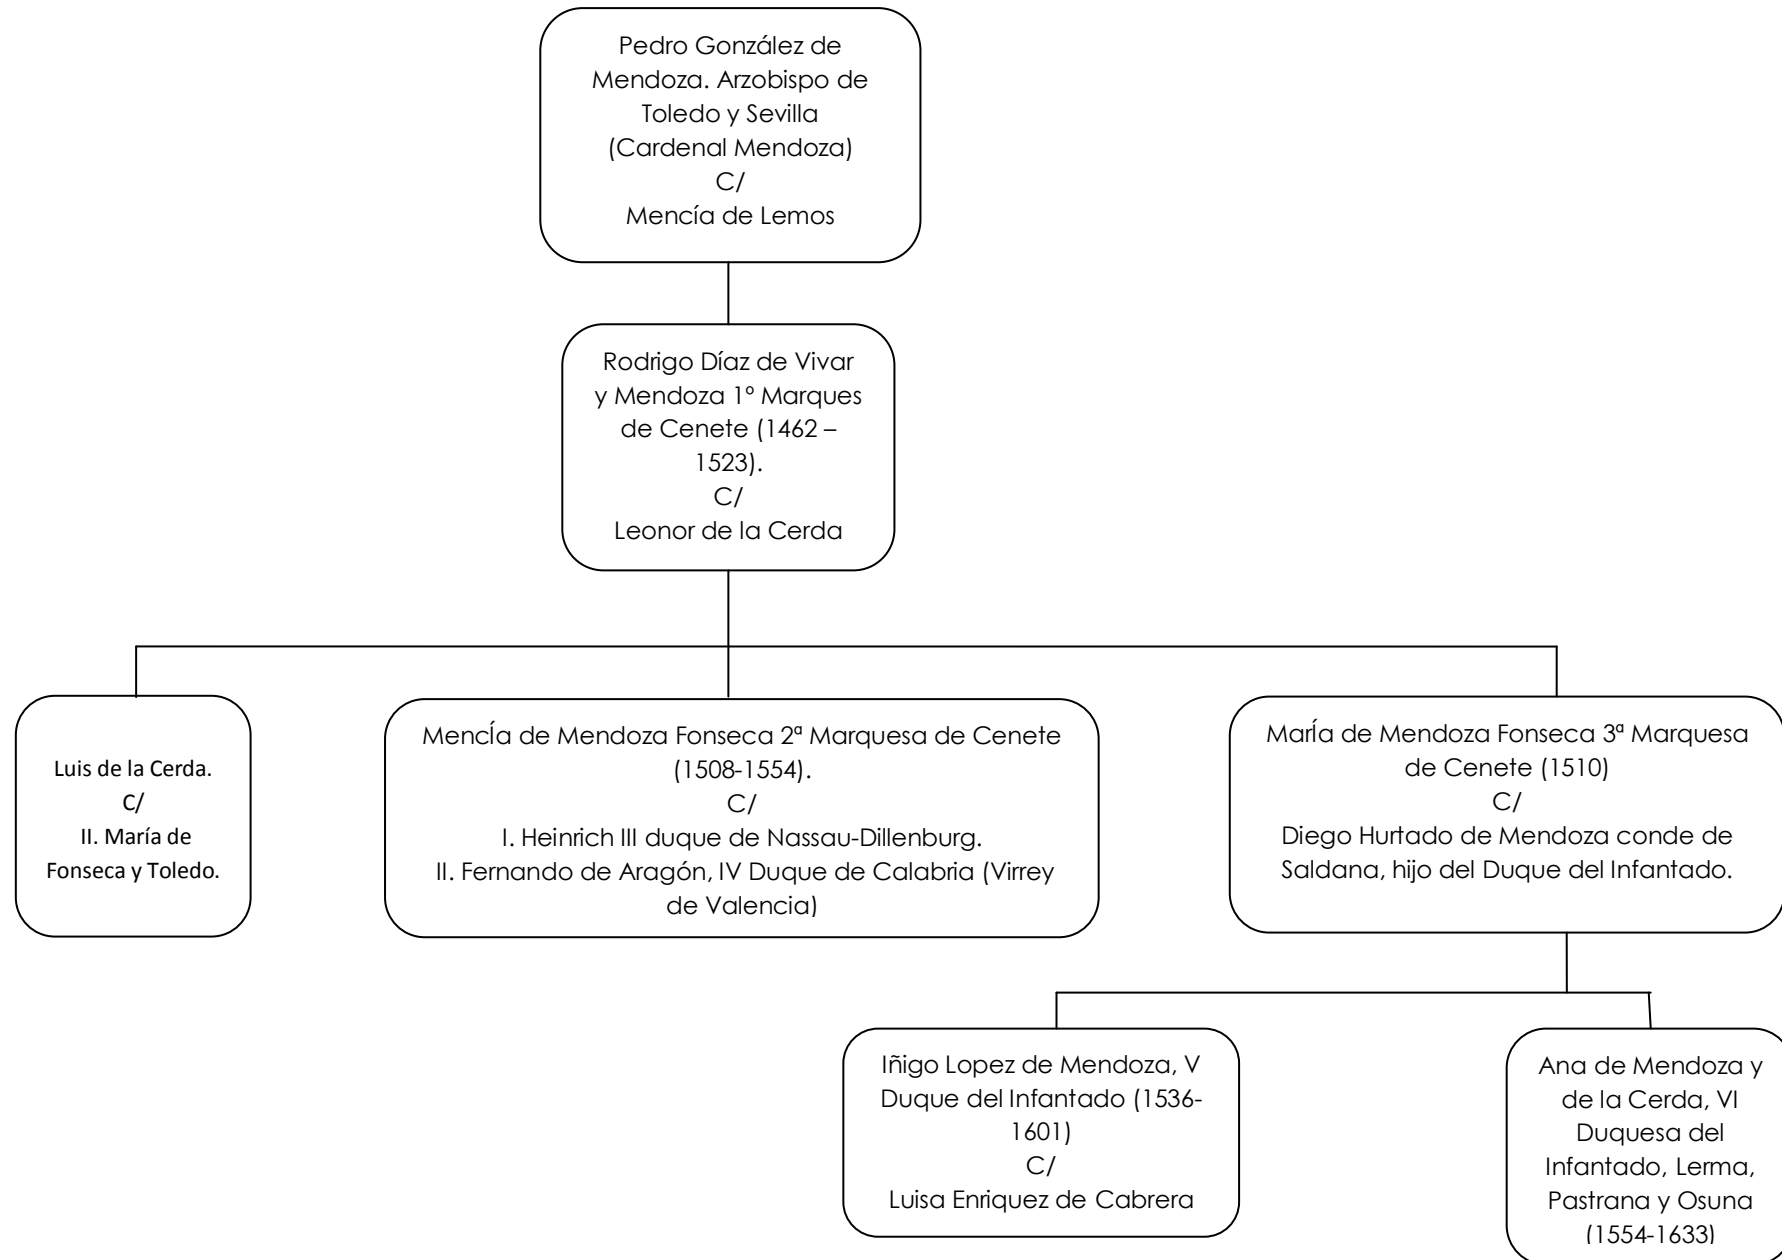 Pedro González de
Mendoza. Arzobispo de
Toledo y Sevilla
(Cardenal Mendoza)
C/
Mencía de Lemos
Rodrigo Díaz de Vivar
y Mendoza 1º Marques
de Cenete (1462 –
1523).
C/
Leonor de la Cerda
Luis de la Cerda.
C/
II. María de
Fonseca y Toledo.
Mencía de Mendoza Fonseca 2ª Marquesa de Cenete
(1508-1554).
C/
I. Heinrich III duque de Nassau-Dillenburg.
II. Fernando de Aragón, IV Duque de Calabria (Virrey
de Valencia)
María de Mendoza Fonseca 3ª Marquesa
de Cenete (1510)
C/
Diego Hurtado de Mendoza conde de
Saldana, hijo del Duque del Infantado.
Iñigo Lopez de Mendoza, V
Duque del Infantado (1536-
1601)
C/
Luisa Enriquez de Cabrera
Ana de Mendoza y
de la Cerda, VI
Duquesa del
Infantado, Lerma,
Pastrana y Osuna
(1554-1633)